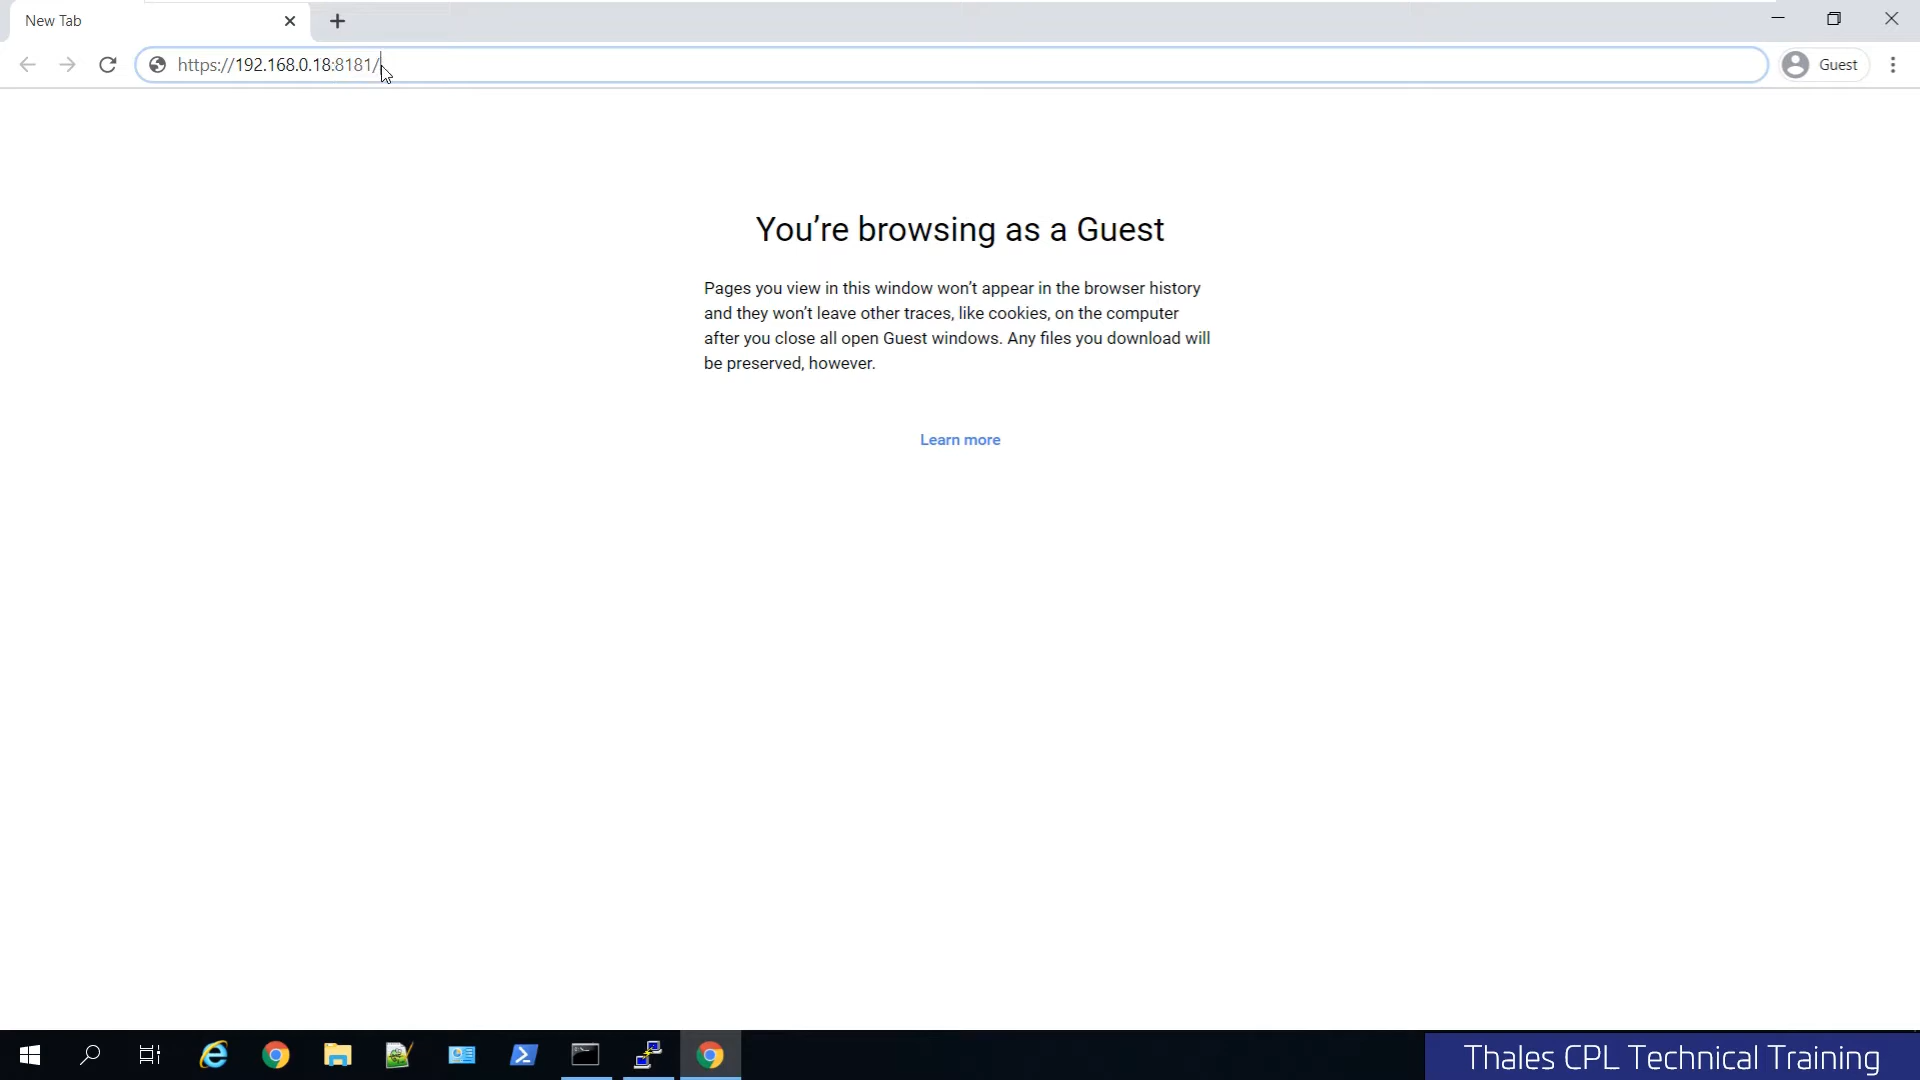 New Tab
https://192.168.0.18:8181/
Guest
You’re browsing as a Guest
Pages you view in this window won’t appear in the browser history
and they won’t leave other traces, like cookies, on the computer
after you close all open Guest windows. Any files you download will
be preserved, however.
Learn more
Thales CPL Technical Training